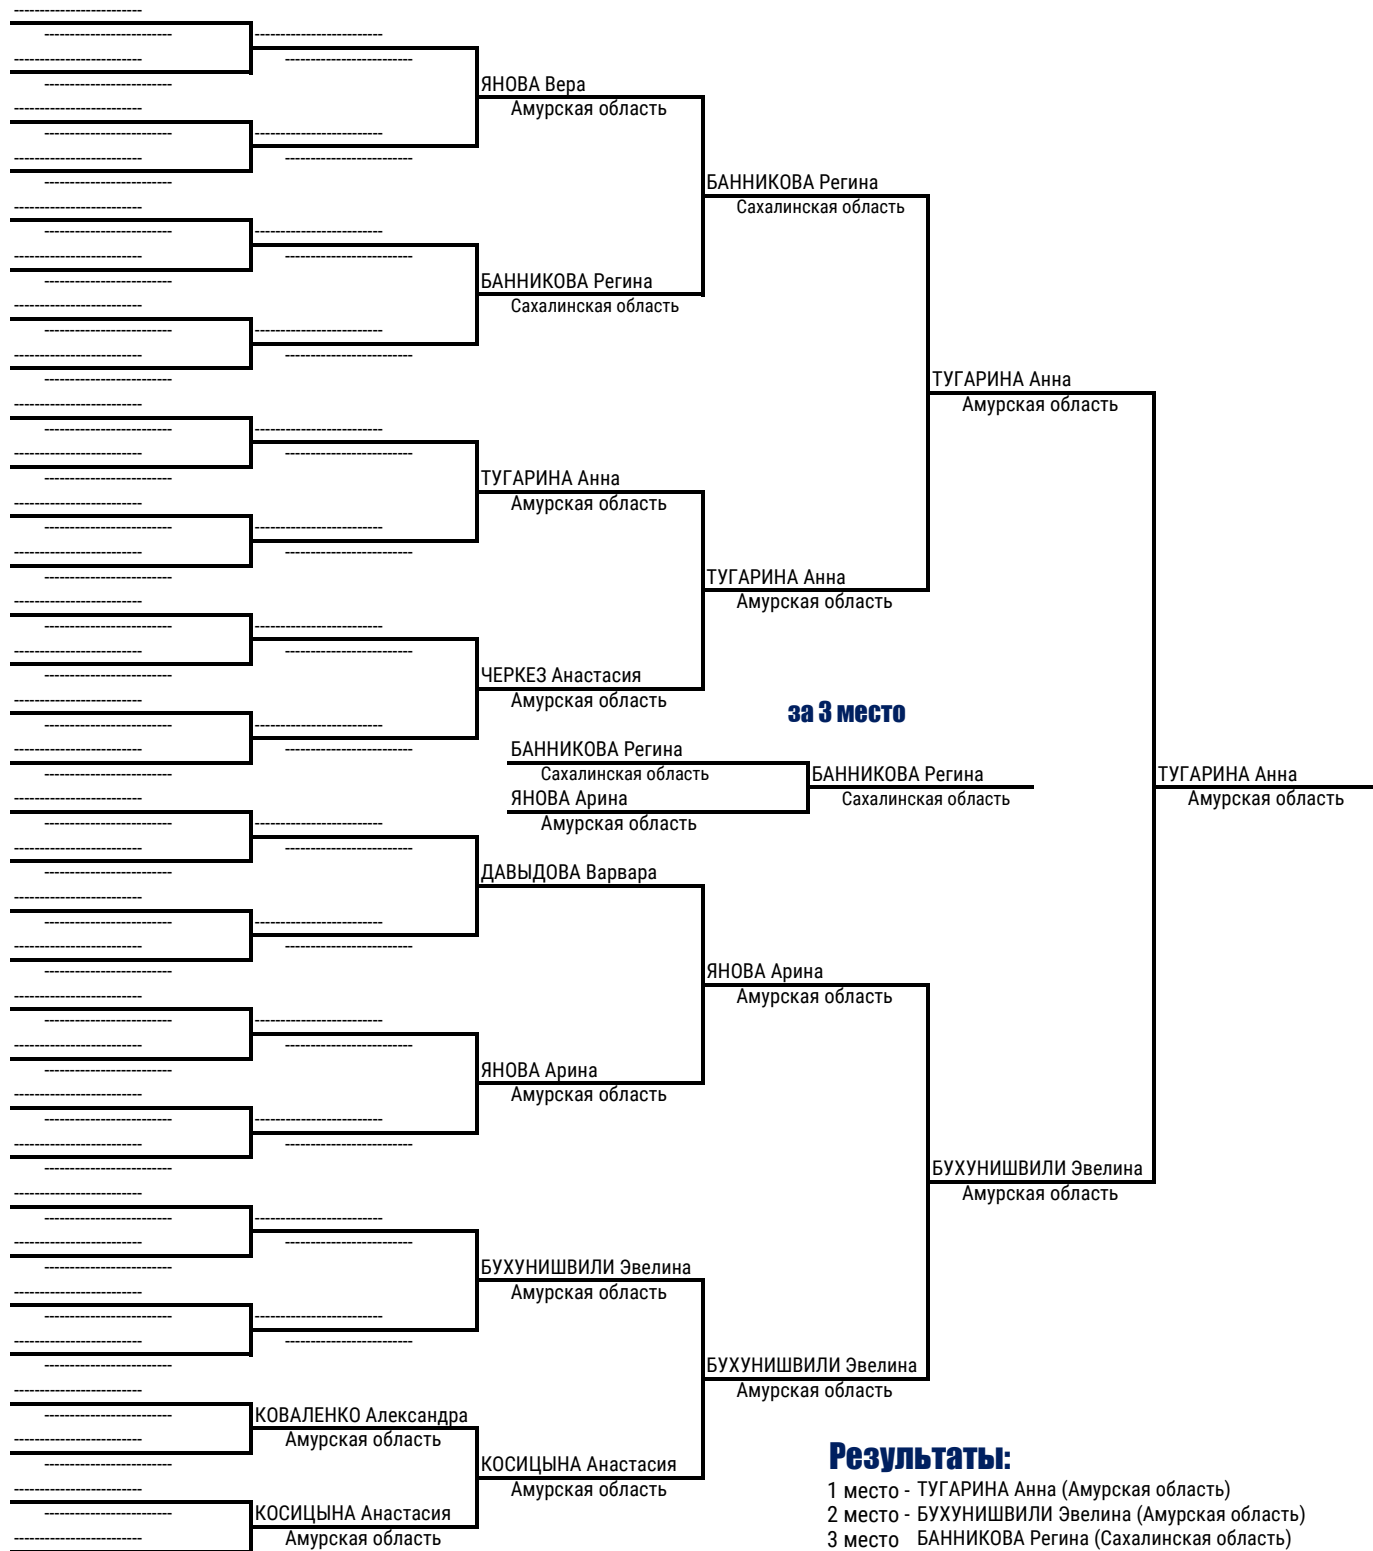 ЯНОВА Вера
Амурская область
БАННИКОВА Регина
Сахалинская область
БАННИКОВА Регина
Сахалинская область
ТУГАРИНА Анна
Амурская область
ТУГАРИНА Анна
Амурская область
ТУГАРИНА Анна
Амурская область
ЧЕРКЕЗ Анастасия
Амурская область
за 3 место
БАННИКОВА Регина
Сахалинская область
ЯНОВА Арина
Амурская область
БАННИКОВА Регина
Сахалинская область
ТУГАРИНА Анна
Амурская область
ДАВЫДОВА Варвара
ЯНОВА Арина
Амурская область
ЯНОВА Арина
Амурская область
БУХУНИШВИЛИ Эвелина
Амурская область
БУХУНИШВИЛИ Эвелина
Амурская область
БУХУНИШВИЛИ Эвелина
Амурская область
КОВАЛЕНКО Александра
Амурская область
КОСИЦЫНА Анастасия
Амурская область
КОСИЦЫНА Анастасия
Амурская область
Результаты:
1 место - ТУГАРИНА Анна (Амурская область)
2 место - БУХУНИШВИЛИ Эвелина (Амурская область)
3 место БАННИКОВА Регина (Сахалинская область)